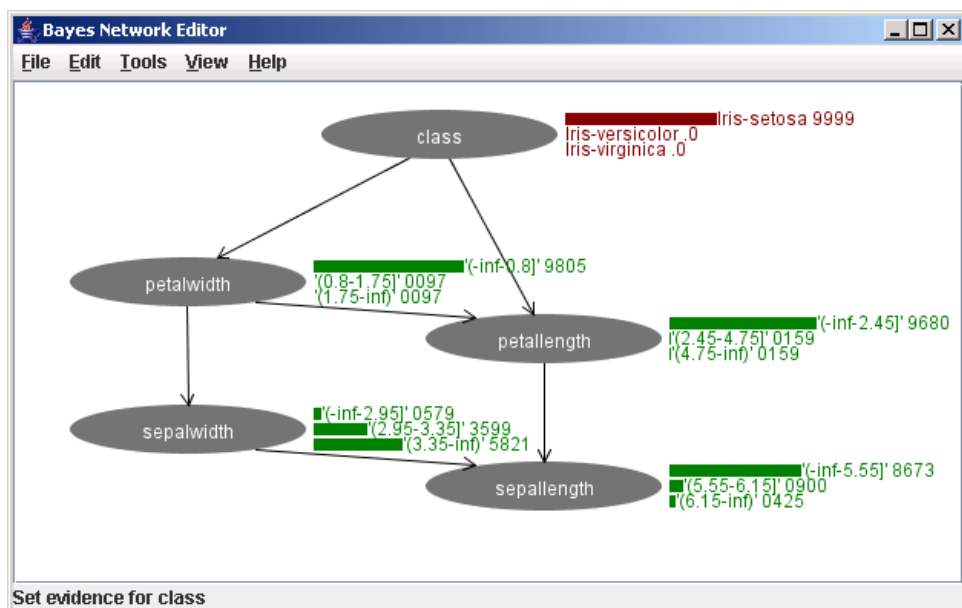 Bayes Network Editor
File Edit Tools View Help
class
Iris-setosa 9999
Iris-versicolor .0
Iris-virginica .0
petalwidth
'(-inf-0.8]' 9805
'(0.8-1.75]' 0097
'(1.75-inf)' 0097
petallength
'(-inf-2.45]' 9680
'(2.45-4.75]' 0159
'(4.75-inf)' 0159
sepalwidth
'(-inf-2.95]' 0579
'(2.95-3.35]' 3599
'(3.35-inf)' 5821
sepallength
'(-inf-5.55]' 8673
'(5.55-6.15]' 0900
'(6.15-inf)' 0425
Set evidence for class